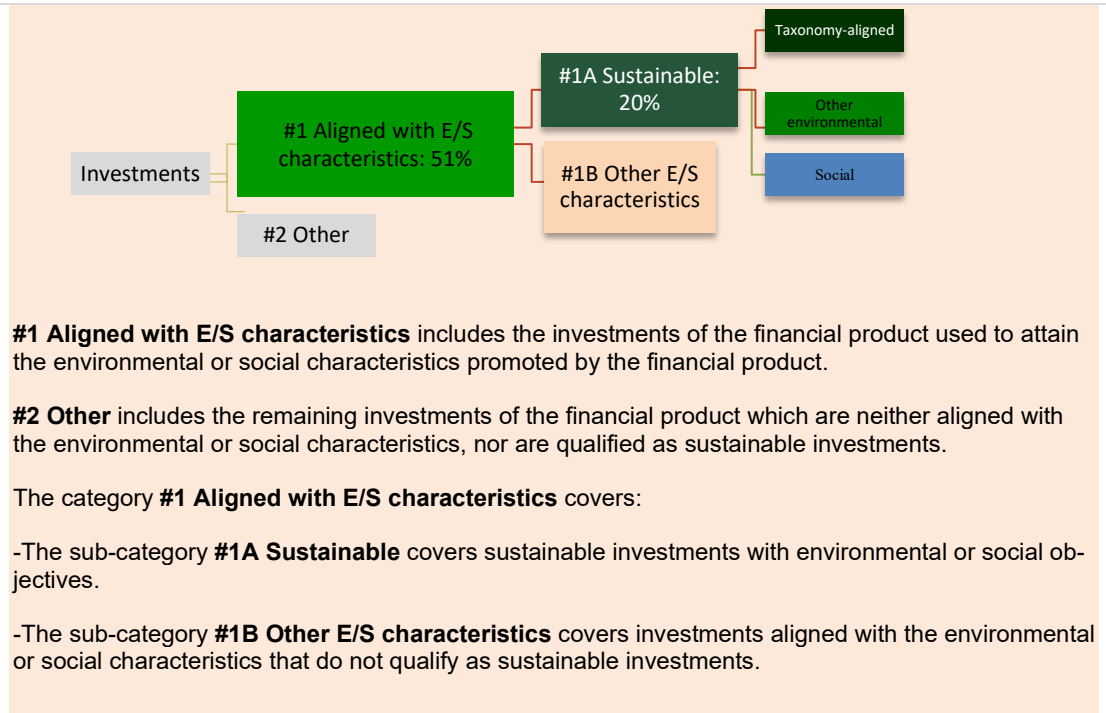 Taxonomy-aligned
#1A Sustainable:
20%
#1 Aligned with E/S
characteristics: 51%
Other
environmental
Investments
#1B Other E/S
characteristics
Social
#2 Other
#1 Aligned with E/S characteristics includes the investments of the financial product used to attain
the environmental or social characteristics promoted by the financial product.
#2 Other includes the remaining investments of the financial product which are neither aligned with
the environmental or social characteristics, nor are qualified as sustainable investments.
The category #1 Aligned with E/S characteristics covers:
-The sub-category #1A Sustainable covers sustainable investments with environmental or social ob-
jectives.
-The sub-category #1B Other E/S characteristics covers investments aligned with the environmental
or social characteristics that do not qualify as sustainable investments.